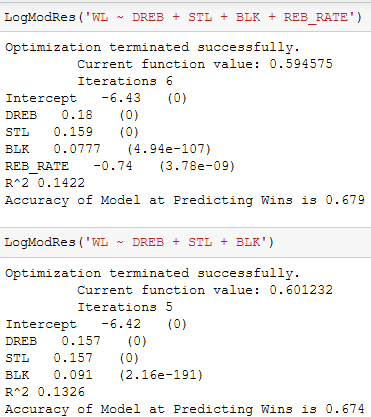 LogModRes('WL ~ DREB + STL + BLK + REB_RATE')
Optimization terminated successfully.
Current function value: 0.594575
Iterations 6
Intercept -6.43 (0)
DREB 0.18 (0)
STL 0.159 (0)
BLK 0.0777 (4.94e-107)
REB_RATE -0.74 (3.78e-09)
R^2 0.1422
Accuracy of Model at Predicting Wins is 0.679
LogModRes('WL ~ DREB + STL + BLK')
Optimization terminated successfully.
Current function value: 0.601232
Iterations 5
Intercept -6.42 (0)
DREB 0.157 (0)
STL 0.157 (0)
BLK 0.091 (2.16e-191)
R^2 0.1326
Accuracy of Model at Predicting Wins is 0.674